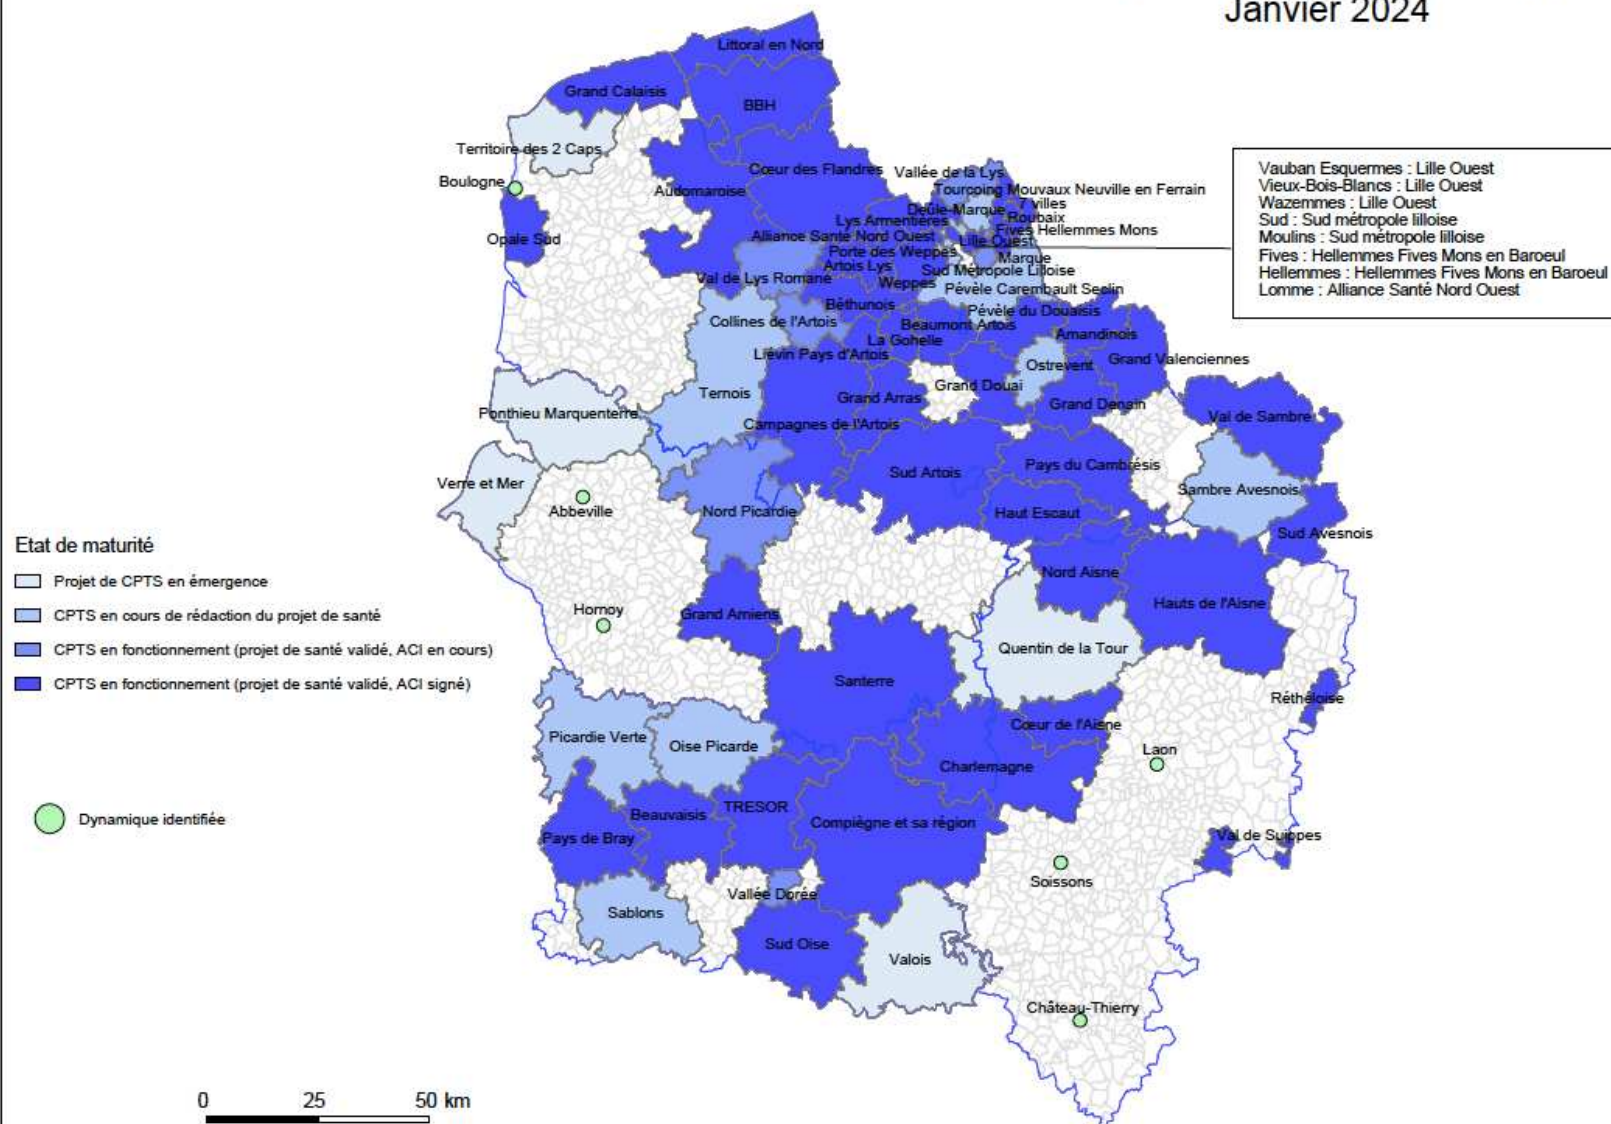 Janvier 2024
Littoral en Nord
Grand Calaisis
BBH
Territoire des 2 Caps
Cœur des Flandres
Vallée de la Lys
Boulogne
Audomaroise
Tourcoing Mouvaux Neuville en Ferrain
7 villes
Deûle-Marque
Roubaix
Lys Armentières
Fives Hellemmes Mons
Opale Sud
Alliance Santé Nord Ouest
Lille Ouest
Porte des Weppes
Marque
Artois Lys
Sud Métropole Lilloise
Val de Lys Romane
Weppes
Pévèle Carembault Seclin
Vauban Esquermes : Lille Ouest
Vieux-Bois-Blancs : Lille Ouest
Wazemmes : Lille Ouest
Sud : Sud métropole lilloise
Moulins : Sud métropole lilloise
Fives : Hellemmes Fives Mons en Baroeul
Hellemmes : Hellemmes Fives Mons en Baroeul
Lomme : Alliance Santé Nord Ouest
Béthunois
Pévèle du Douaisis
Collines de l'Artois
Beaumont Artois
Amandinois
La Gohelle
Liévin Pays d'Artois
Grand Valenciennes
Ostrevent
Grand Douai
Ternois
Grand Arras
Grand Denain
Ponthieu Marquenterre
Val de Sambre
Campagnes de l'Artois
Sud Artois
Pays du Cambrésis
Verre et Mer
Sambre Avesnois
Abbeville
Nord Picardie
Haut Escaut
Sud Avesnois
Etat de maturité
Projet de CPTS en émergence
CPTS en cours de rédaction du projet de santé
CPTS en fonctionnement (projet de santé validé, ACI en cours)
CPTS en fonctionnement (projet de santé validé, ACI signé)
Nord Aisne
Hauts de l'Aisne
Hornoy
Grand Amiens
Quentin de la Tour
Santerre
Réthéloise
Cœur de l'Aisne
Picardie Verte
Oise Picarde
Laon
Charlemagne
TRESOR
Beauvaisis
Compiègne et sa région
Dynamique identifiée
Pays de Bray
Val de Suippes
Soissons
Vallée Dorée
Sablons
Sud Oise
Valois
Château-Thierry
0 25 50 km